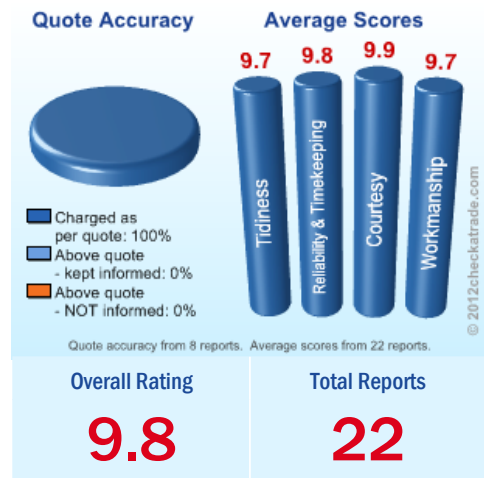 Quote Accuracy
Average Scores
9.7
9.8
9.9
9.7
Tidiness
Reliability & Timekeeping
Courtesy
Workmanship
Charged as
per quote: 100%
Above quote
- kept informed: 0%
Above quote
- NOT informed: 0%
© 2012checkatrade.com
Quote accuracy from 8 reports. Average scores from 22 reports.
Overall Rating
9.8
Total Reports
22